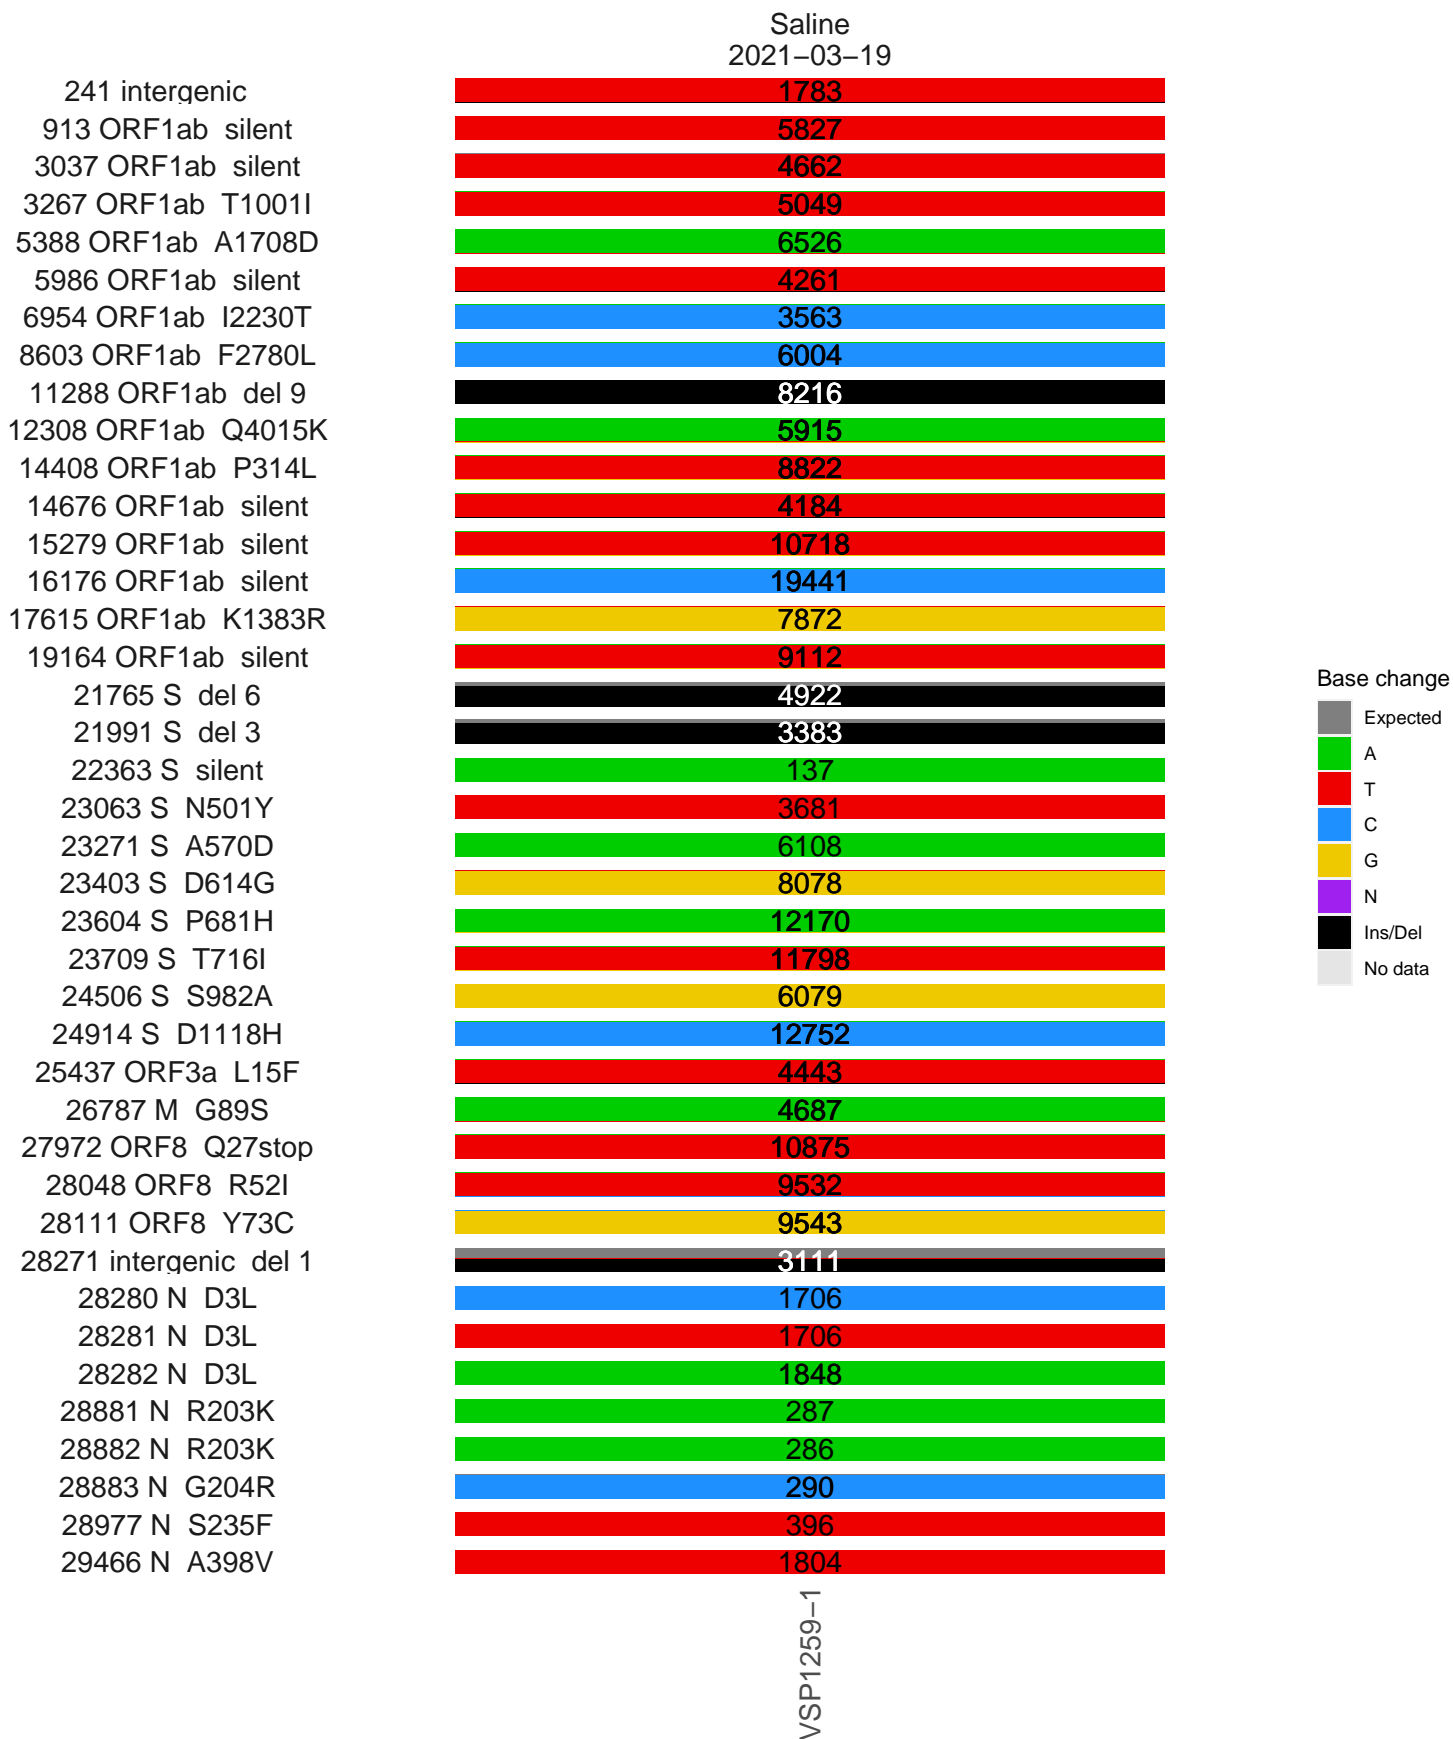 Saline
2021−03−19
241 intergenic 1783
913 ORF1ab silent 5827
3037 ORF1ab silent 4662
3267 ORF1ab T1001I 5049
5388 ORF1ab A1708D 6526
5986 ORF1ab silent 4261
6954 ORF1ab I2230T 3563
8603 ORF1ab F2780L 6004
11288 ORF1ab del 9 8216
12308 ORF1ab Q4015K 5915
14408 ORF1ab P314L 8822
14676 ORF1ab silent 4184
15279 ORF1ab silent 10718
16176 ORF1ab silent 19441
17615 ORF1ab K1383R 7872
19164 ORF1ab silent 9112
21765 S del 6 4922
21991 S del 3 3383
22363 S silent 137
23063 S N501Y 3681
23271 S A570D 6108
23403 S D614G 8078
23604 S P681H 12170
23709 S T716I 11798
24506 S S982A 6079
24914 S D1118H 12752
25437 ORF3a L15F 4443
26787 M G89S 4687
27972 ORF8 Q27stop 10875
28048 ORF8 R52I 9532
28111 ORF8 Y73C 9543
28271 intergenic del 1 3111
28280 N D3L 1706
28281 N D3L 1706
28282 N D3L 1848
28881 N R203K 287
28882 N R203K 286
28883 N G204R 290
28977 N S235F 396
29466 N A398V 1804
VSP1259−1
Base change
Expected
A
T
C
G
N
Ins/Del
No data